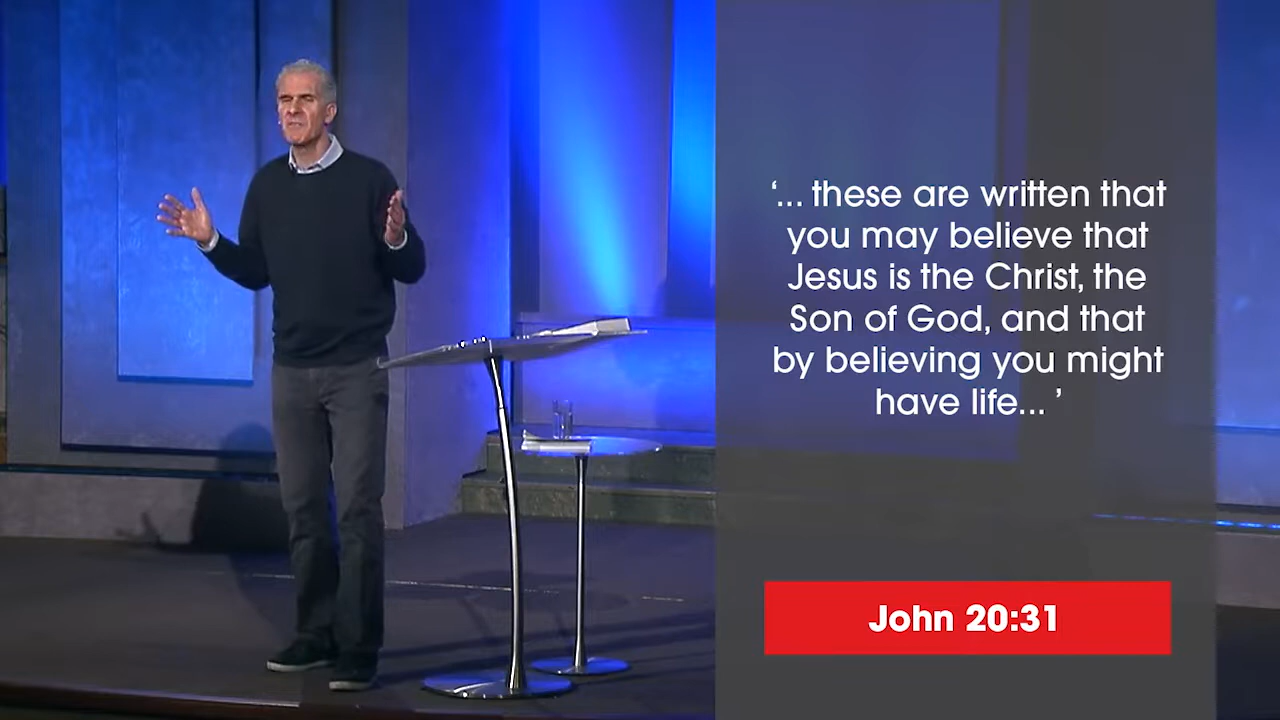 ‘... these are written that
you may believe that
Jesus is the Christ, the
Son of God, and that
by believing you might
have life... ’
John 20:31